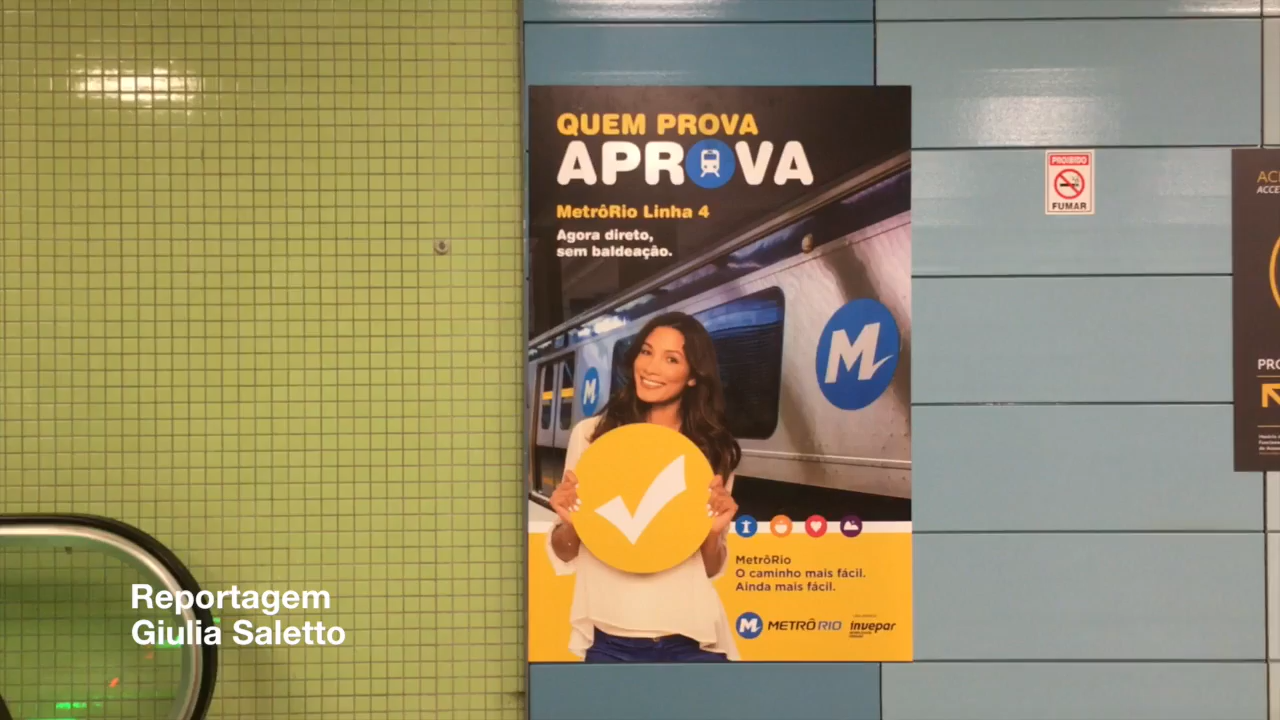 QUEM PROVA
APROVA
MetrôRio Linha 4
Agora direto,
sem baldeação.
M
M
MetrôRio
O caminho mais fácil.
Ainda mais fácil.
M METRÔRIO
invepar
PROIBIDO
FUMAR
Reportagem
Giulia Saletto